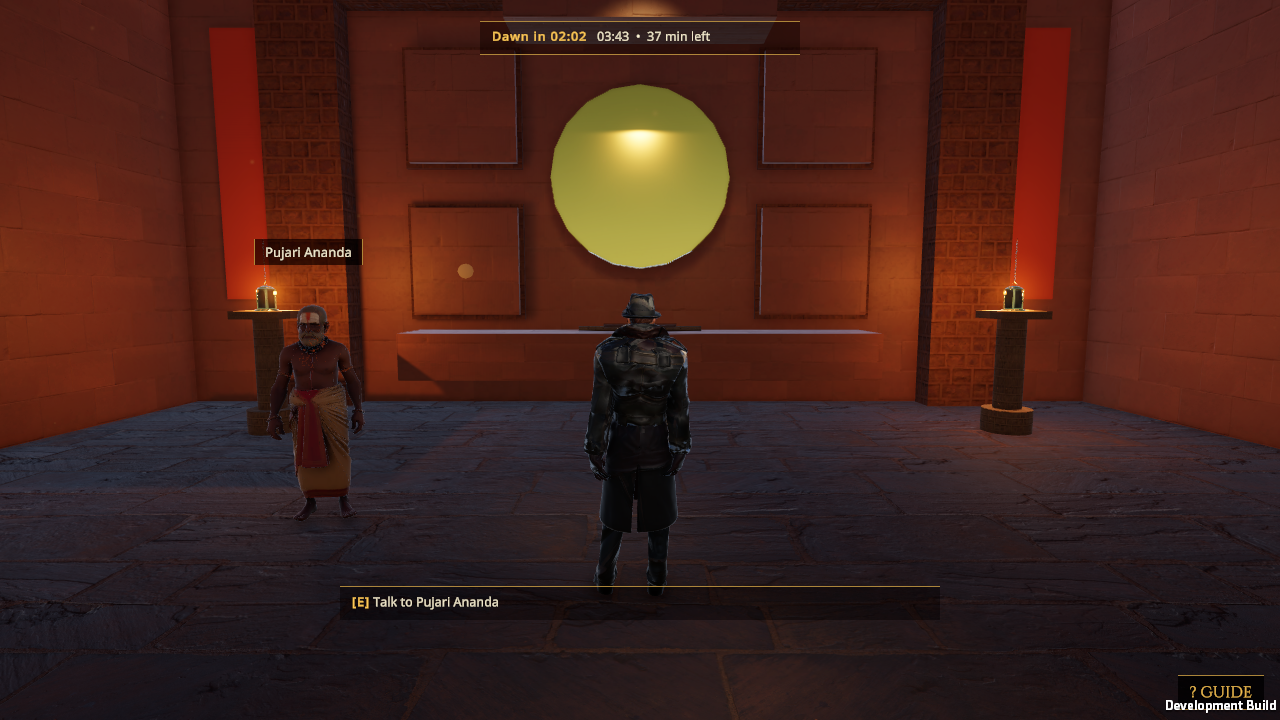 Dawn in 02:02 03:43 • 37 min left
Pujari Ananda
[E] Talk to Pujari Ananda
? GUIDE
Development Build